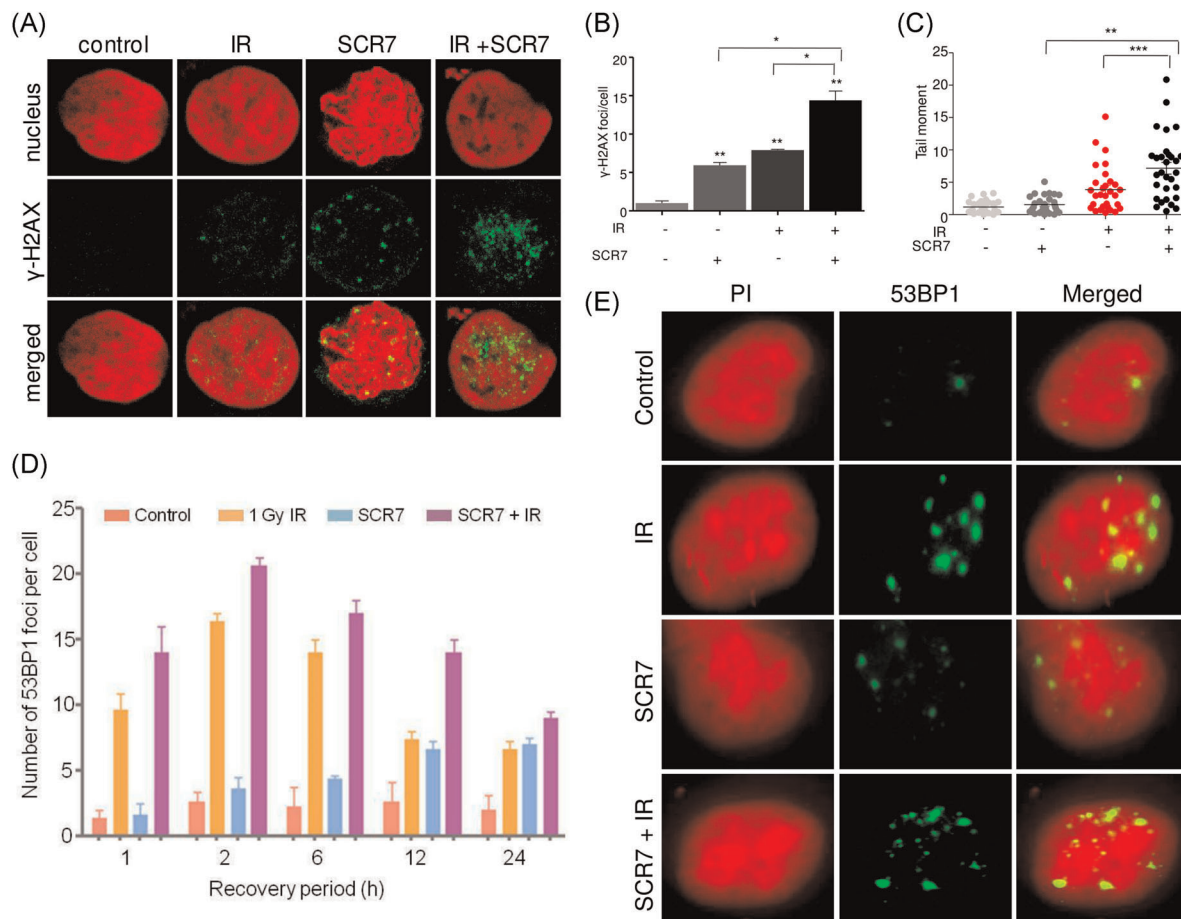 (A)
control IR SCR7 IR +SCR7
nucleus
γ-H2AX
merged
(B)
γ-H2AX foci/cell
20
15
10
5
0
*
*
** ** **
IR - - + +
SCR7 - + - +
(C)
Tail moment
25
20
15
10
5
0
**
***
IR - - + +
SCR7 - + - +
(D)
Number of 53BP1 foci per cell
25
20
15
10
5
0
Control 1 Gy IR SCR7 SCR7 + IR
1 2 6 12 24
Recovery period (h)
(E)
PI 53BP1 Merged
Control
IR
SCR7
SCR7 + IR